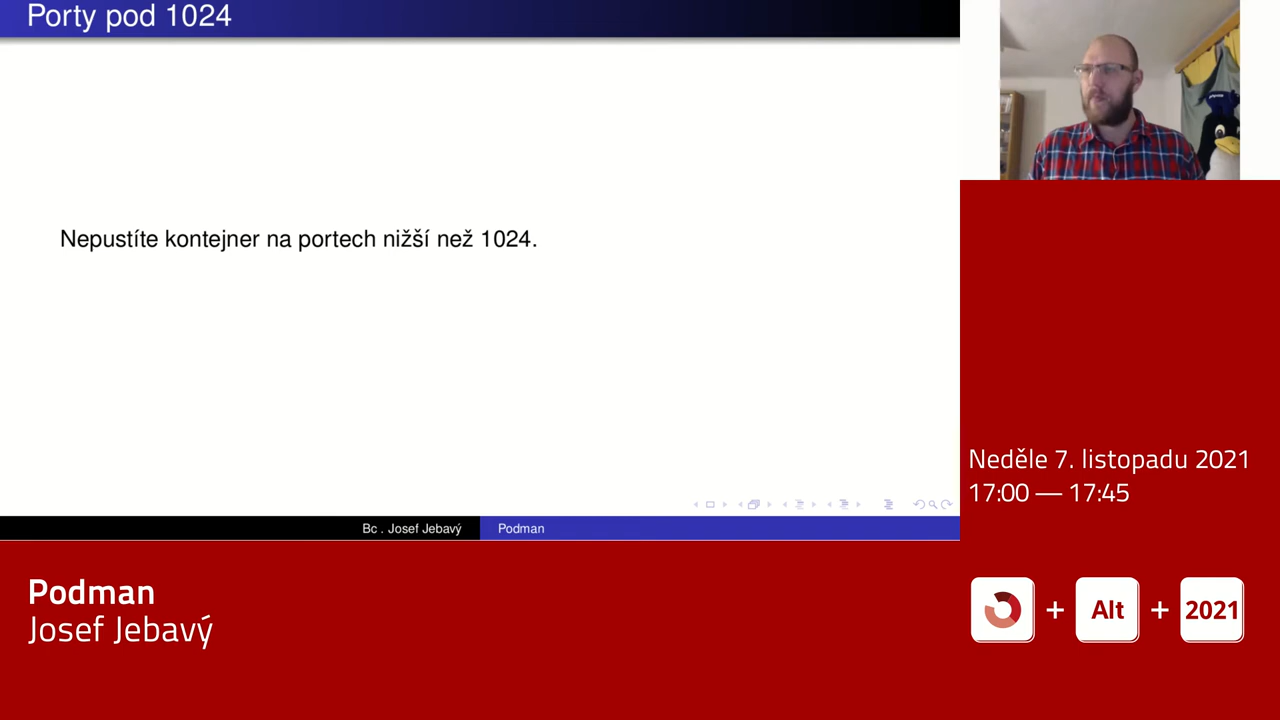 Porty pod 1024
Nepustíte kontejner na portech nižší než 1024.
Bc . Josef Jebavý
Podman
Neděle 7. listopadu 2021
17:00 — 17:45
Podman
Josef Jebavý
+ Alt + 2021